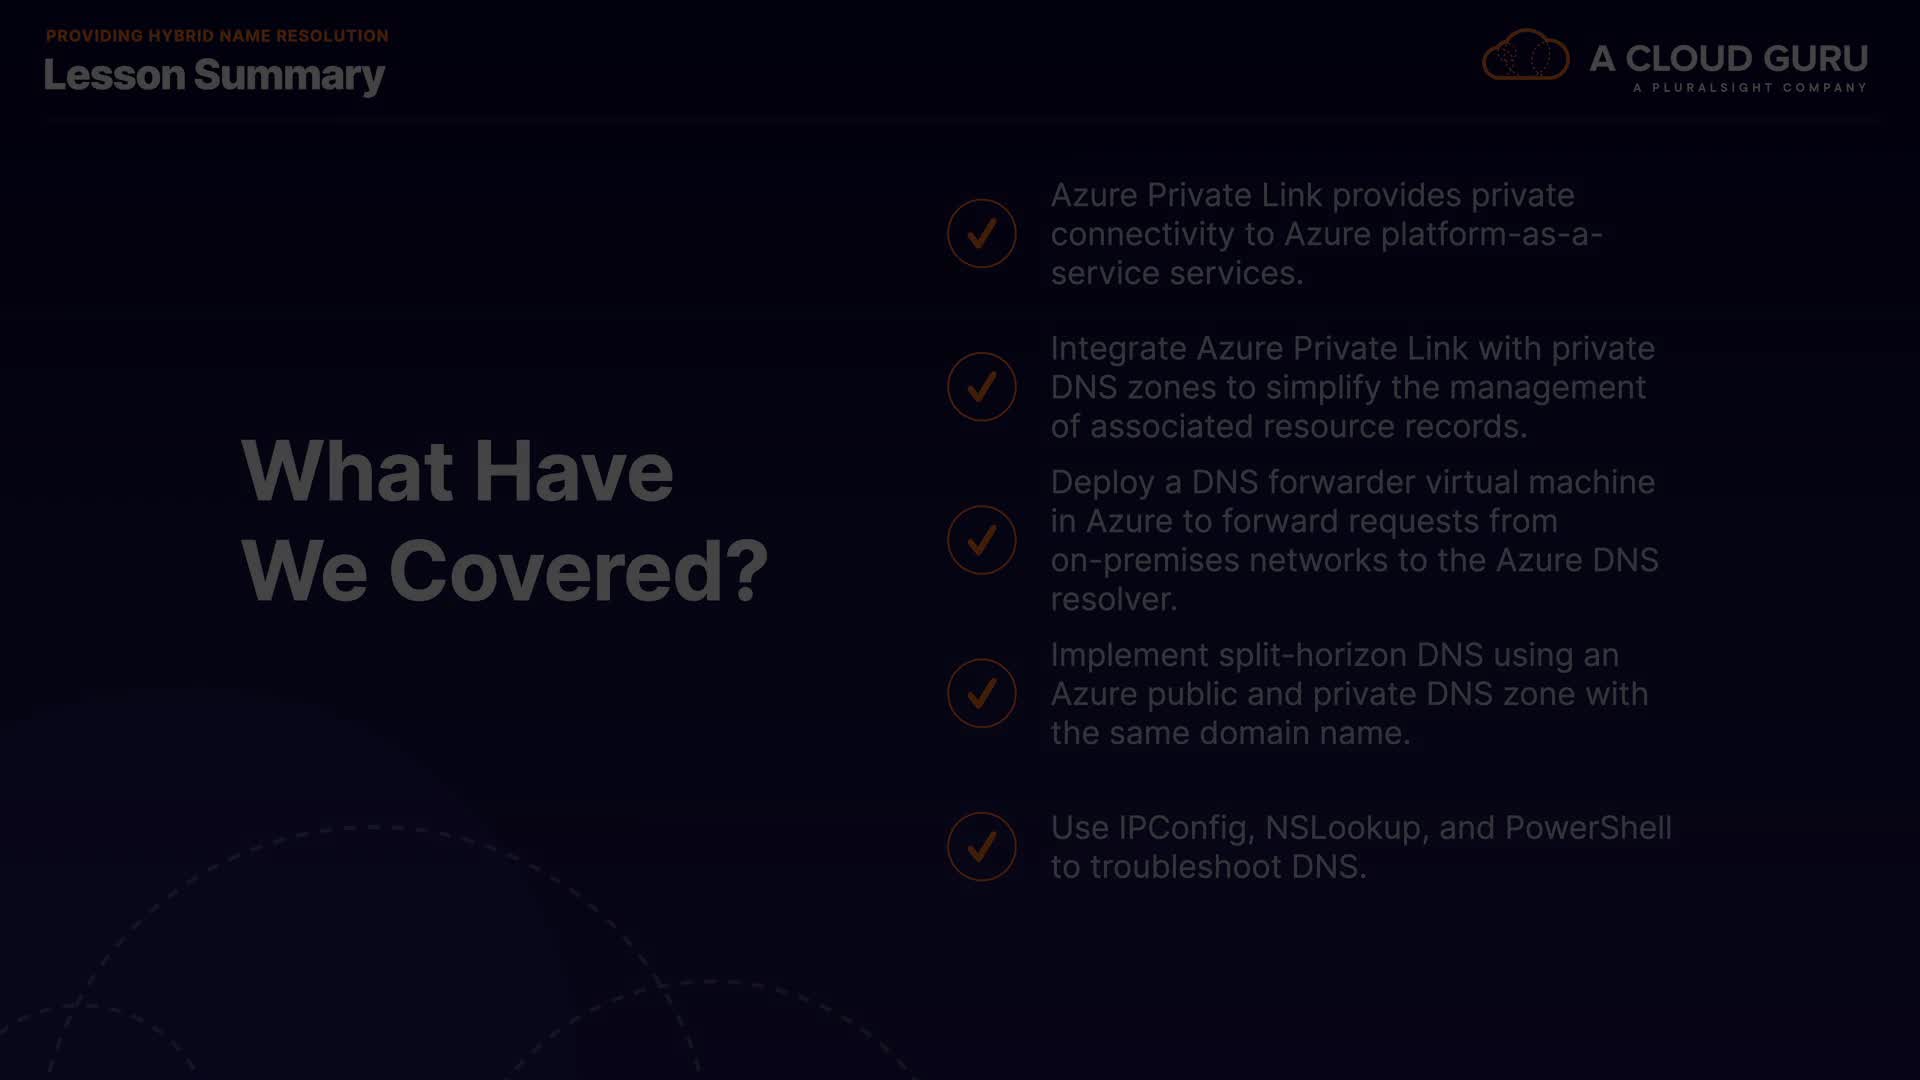 PROVIDING HYBRID NAME RESOLUTION
Lesson Summary
A CLOUD GURU
A PLURALSIGHT COMPANY
What Have
We Covered?
Azure Private Link provides private
connectivity to Azure platform-as-a-
service services.
Integrate Azure Private Link with private
DNS zones to simplify the management
of associated resource records.
Deploy a DNS forwarder virtual machine
in Azure to forward requests from
on-premises networks to the Azure DNS
resolver.
Implement split-horizon DNS using an
Azure public and private DNS zone with
the same domain name.
Use IPConfig, NSLookup, and PowerShell
to troubleshoot DNS.